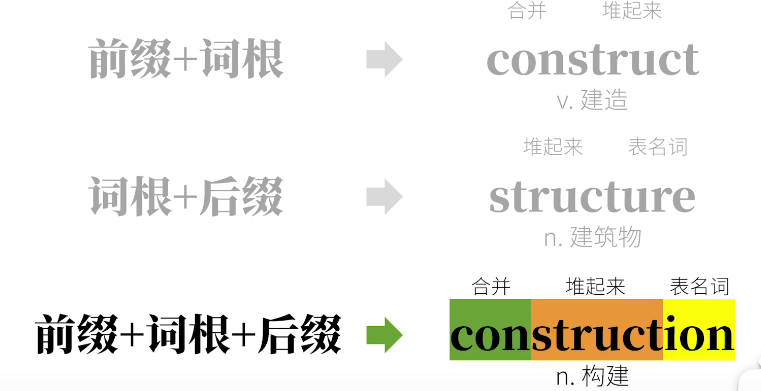 合并 堆起来
前缀+词根 construct
v. 建造
堆起来 表名词
词根+后缀 structure
n. 建筑物
合并 堆起来 表名词
前缀+词根+后缀 construction
n. 构建